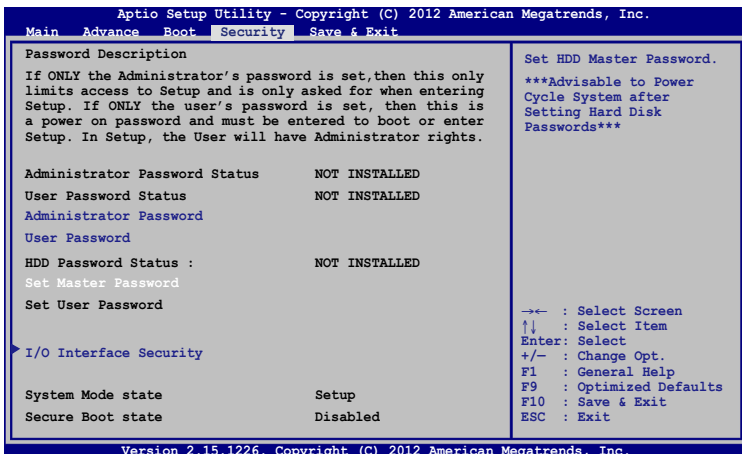 Aptio Setup Utility - Copyright (C) 2012 American Megatrends, Inc.
Main Advance Boot Security Save & Exit
Password Description
If ONLY the Administrator's password is set,then this only
limits access to Setup and is only asked for when entering
Setup. If ONLY the user's password is set, then this is
a power on password and must be entered to boot or enter
Setup. In Setup, the User will have Administrator rights.
Administrator Password Status NOT INSTALLED
User Password Status NOT INSTALLED
Administrator Password
User Password
HDD Password Status : NOT INSTALLED
Set Master Password
Set User Password
I/O Interface Security
System Mode state Setup
Secure Boot state Disabled
Set HDD Master Password.
***Advisable to Power
Cycle System after
Setting Hard Disk
Passwords***
→← : Select Screen
↑↓ : Select Item
Enter: Select
+/— : Change Opt.
F1 : General Help
F9 : Optimized Defaults
F10 : Save & Exit
ESC : Exit
Version 2.15.1226. Copyright (C) 2012 American Megatrends, Inc.